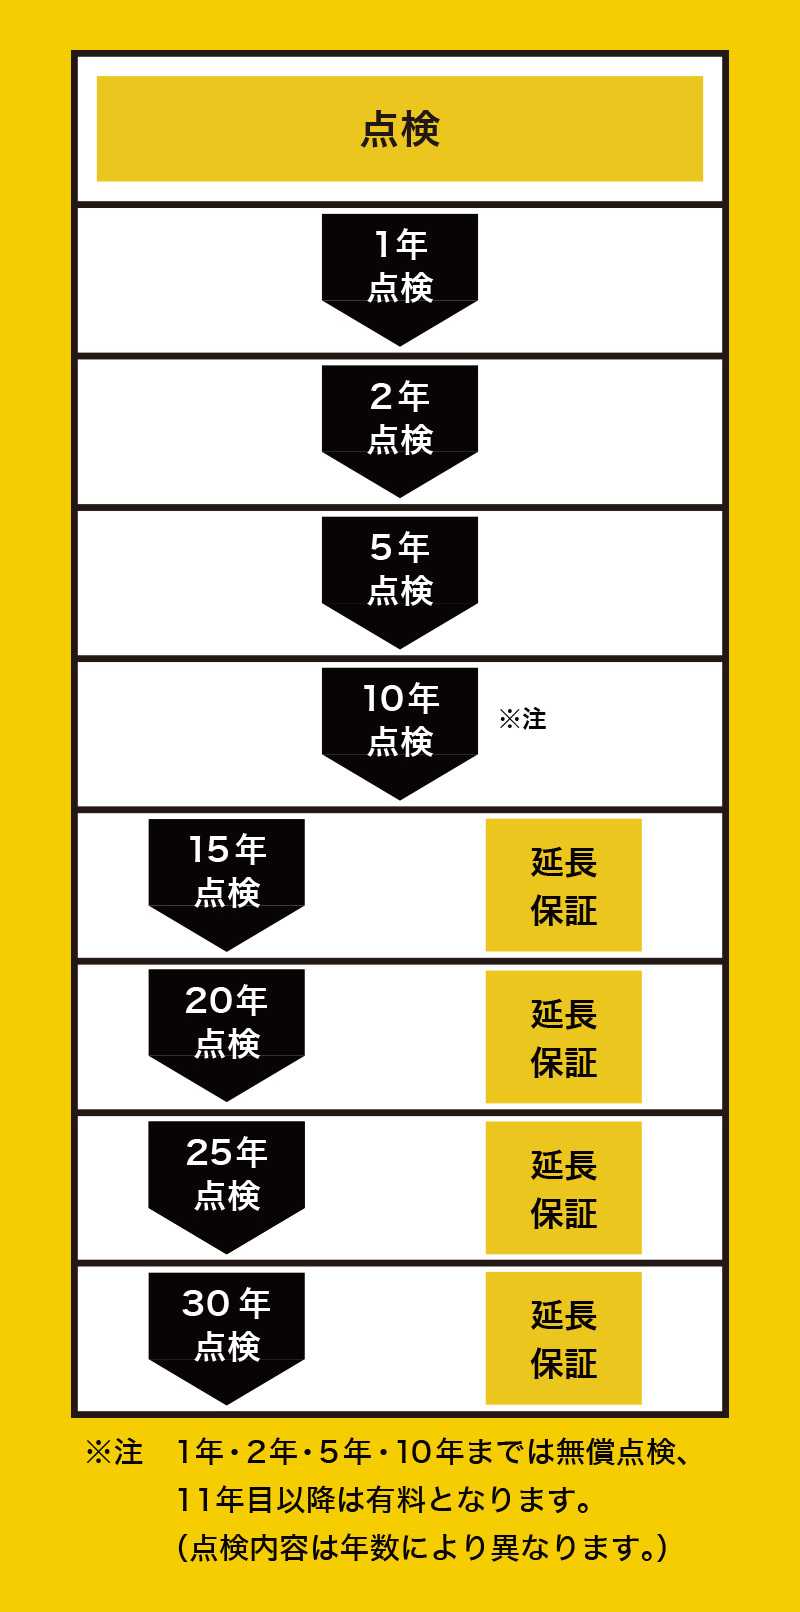 点検
1年
点検
2年
点検
5年
点検
10年
点検
※注
15年
点検
延長
保証
20年
点検
延長
保証
25年
点検
延長
保証
30年
点検
延長
保証
※注 1年・2年・5年・10年までは無償点検、
11年目以降は有料となります。
（点検内容は年数により異なります。）